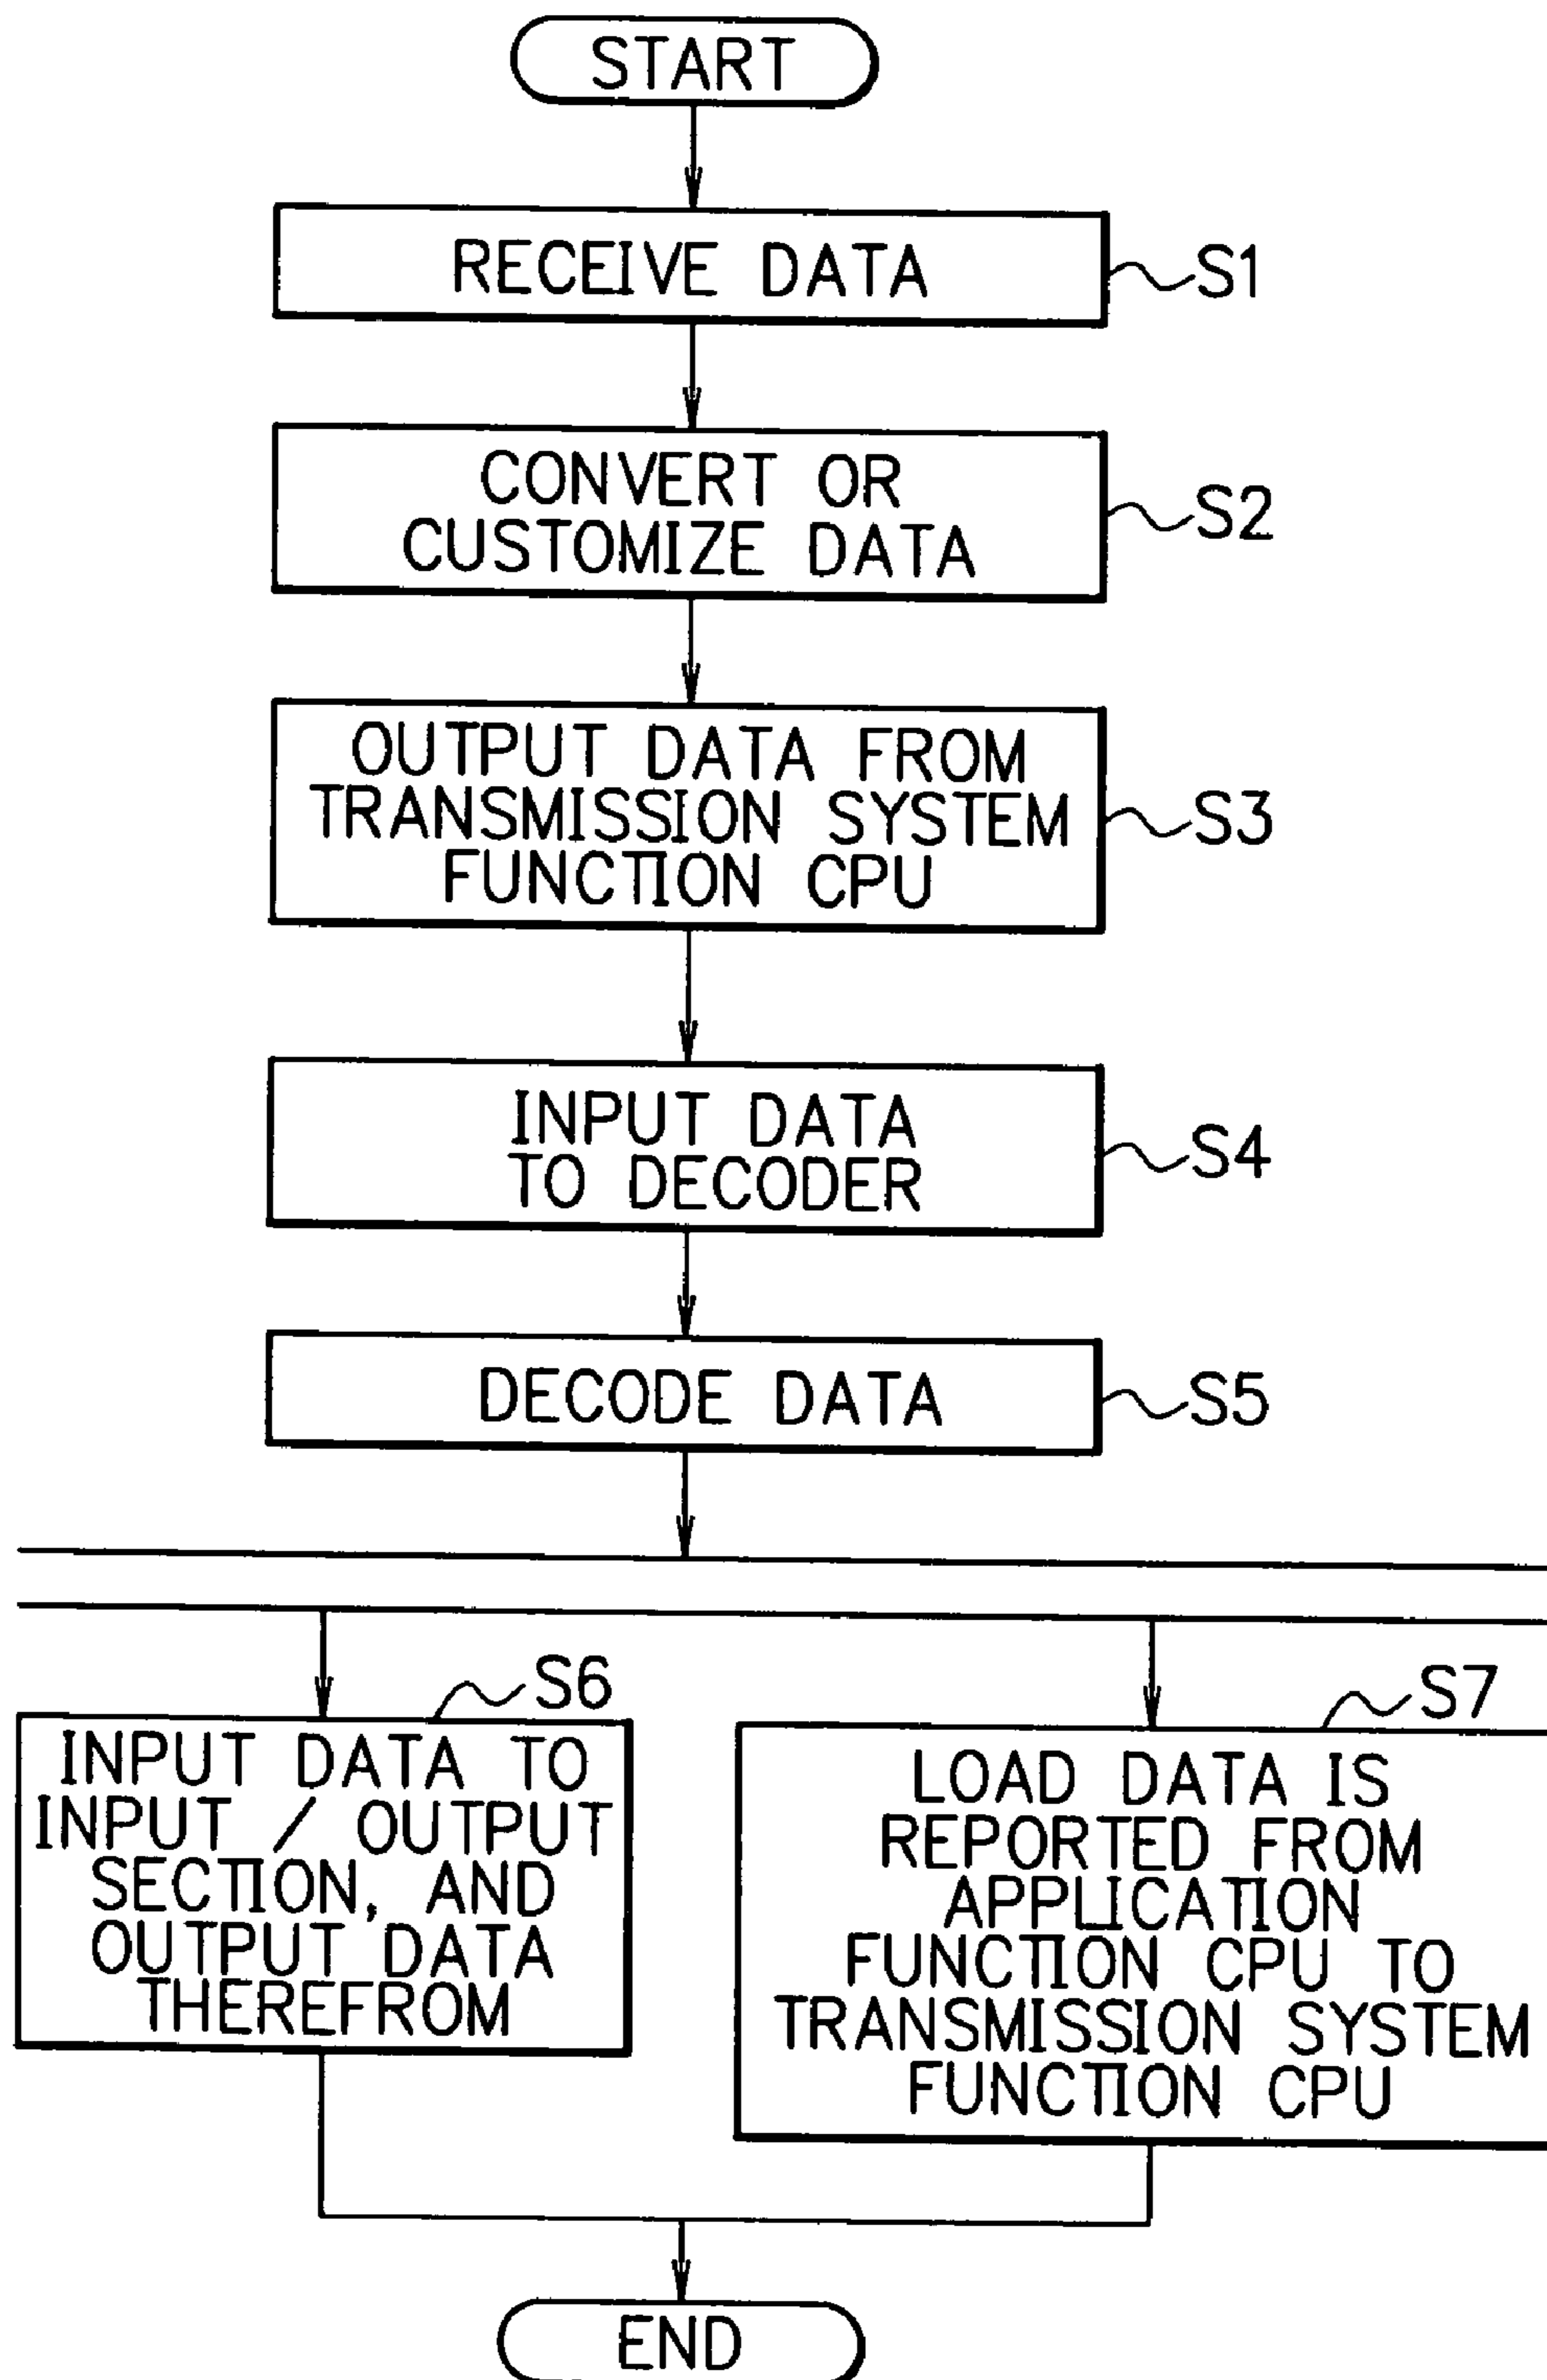 START
RECEIVE DATA
S1
CONVERT OR
CUSTOMIZE DATA
S2
OUTPUT DATA FROM
TRANSMISSION SYSTEM
FUNCTION CPU
S3
INPUT DATA
TO DECODER
S4
DECODE DATA
S5
S6
INPUT DATA TO
INPUT / OUTPUT
SECTION, AND
OUTPUT DATA
THEREFROM
S7
LOAD DATA IS
REPORTED FROM
APPLICATION
FUNCTION CPU TO
TRANSMISSION SYSTEM
FUNCTION CPU
END